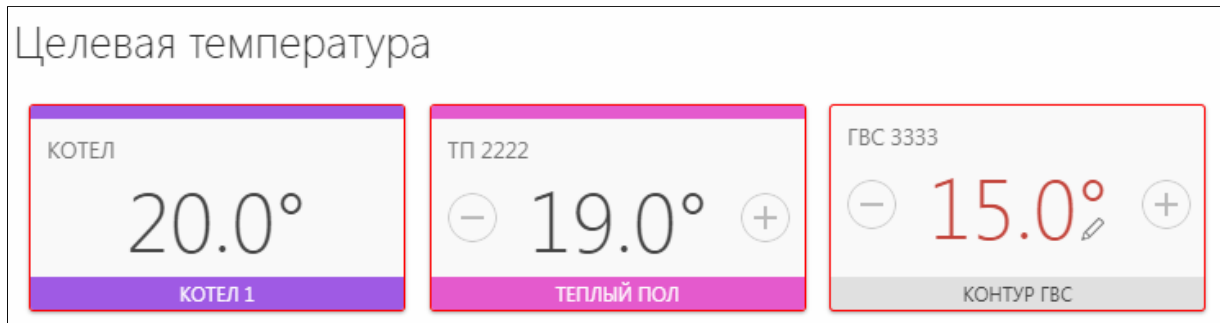 Целевая температура
КОТЕЛ
20.0°
КОТЕЛ 1
ТП 2222
19.0°
ТЕПЛЫЙ ПОЛ
ГВС 3333
15.0°
КОНТУР ГВС